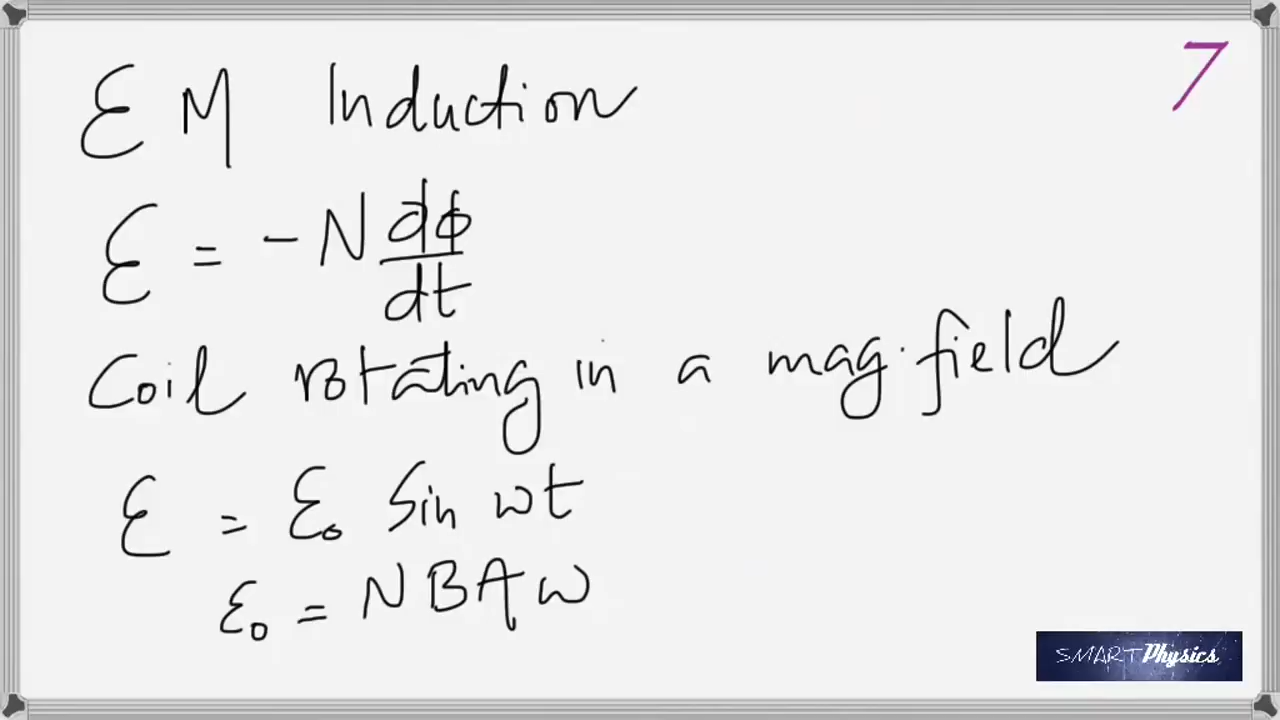 EM Induction
7
ε = -N dφ/dt
Coil rotating in a mag. field
ε = ε₀ Sin ωt
ε₀ = NBAω
SMART Physics